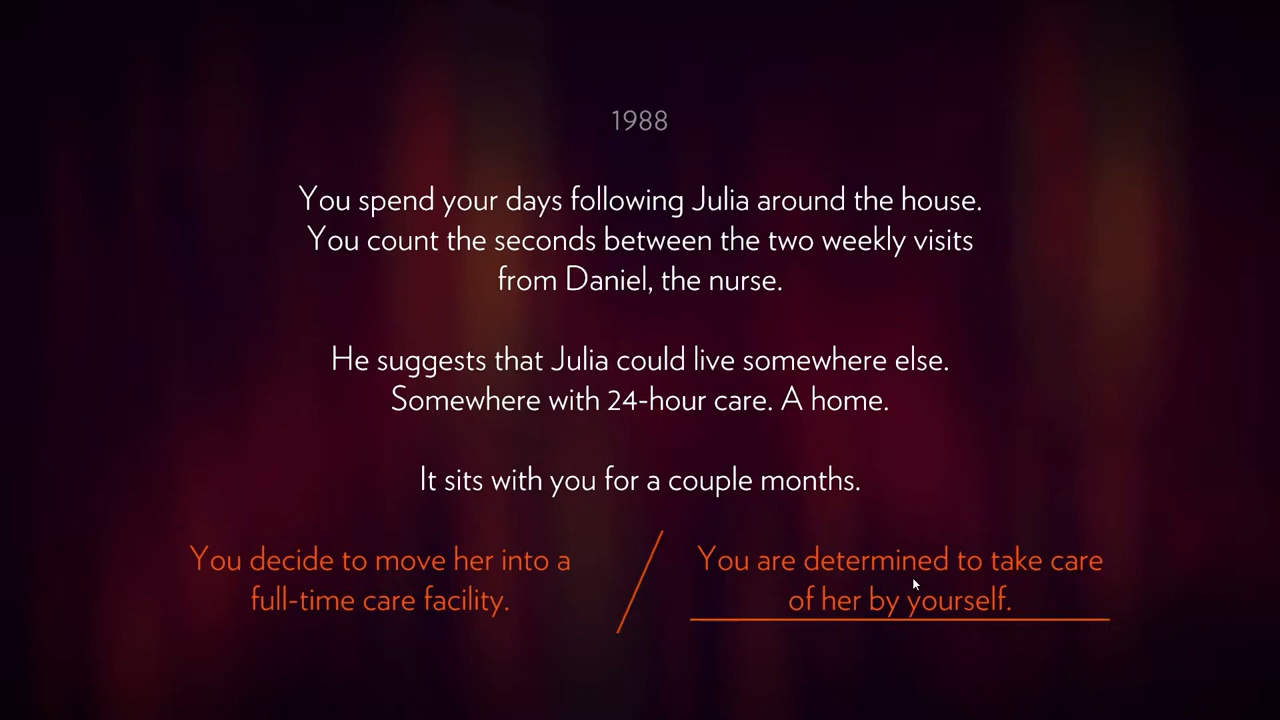 1988
You spend your days following Julia around the house.
You count the seconds between the two weekly visits
from Daniel, the nurse.
He suggests that Julia could live somewhere else.
Somewhere with 24-hour care. A home.
It sits with you for a couple months.
You decide to move her into a
full-time care facility.
You are determined to take care
of her by yourself.